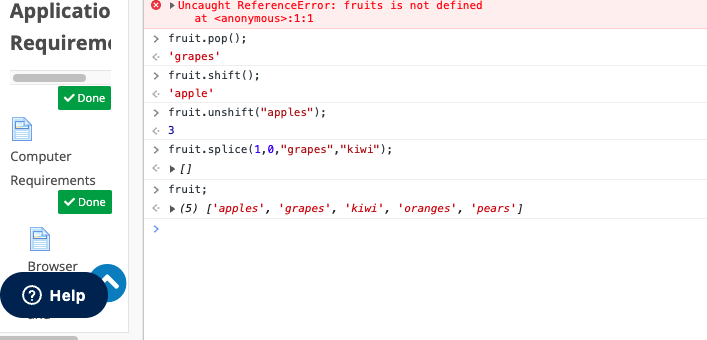 Applicatio
Requireme
Done
Computer
Requirements
Done
Browser
Help
Uncaught ReferenceError: fruits is not defined
at <anonymous>:1:1
> fruit.pop();
'grapes'
> fruit.shift();
'apple'
> fruit.unshift("apples");
3
> fruit.splice(1,0,"grapes","kiwi");
[]
> fruit;
(5) ['apples', 'grapes', 'kiwi', 'oranges', 'pears']
>